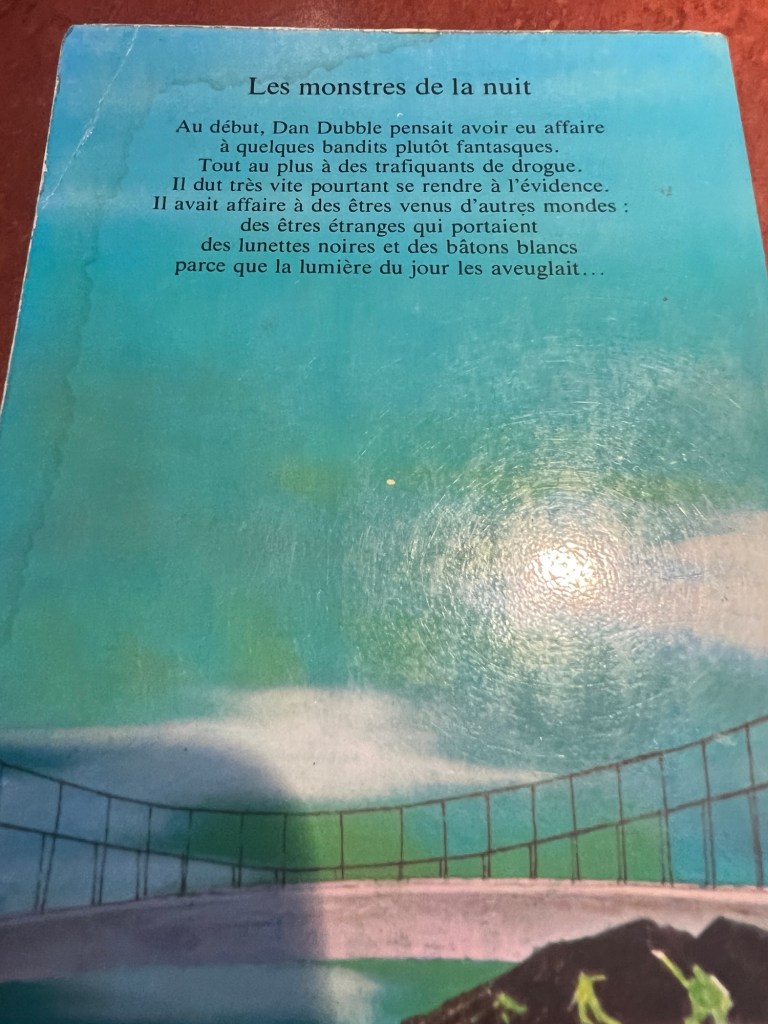 Les monstres de la nuit
Au début, Dan Dubble pensait avoir eu affaire
à quelques bandits plutôt fantasques.
Tout au plus à des trafiquants de drogue.
Il dut très vite pourtant se rendre à l'évidence.
Il avait affaire à des êtres venus d'autres mondes :
des êtres étranges qui portaient
des lunettes noires et des bâtons blancs
parce que la lumière du jour les aveuglait...